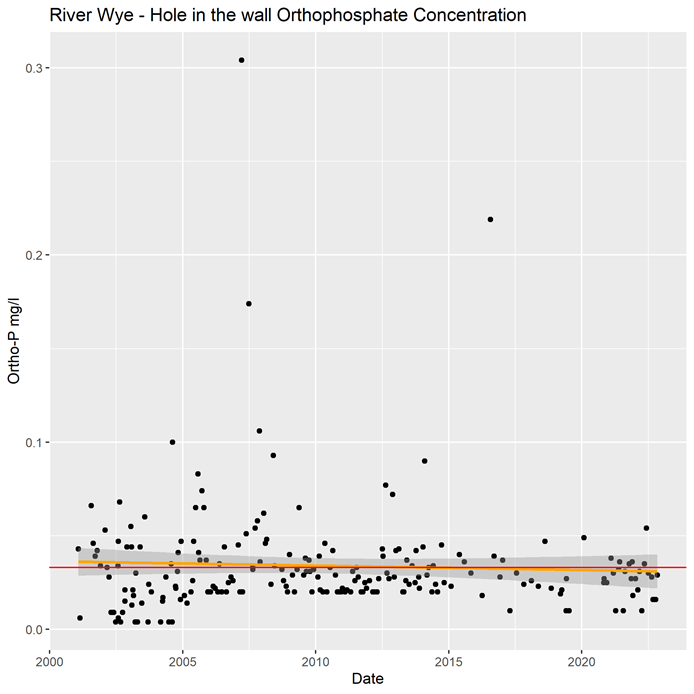 River Wye - Hole in the wall Orthophosphate Concentration
Ortho-P mg/l
0.3
0.2
0.1
0.0
2000 2005 2010 2015 2020
Date